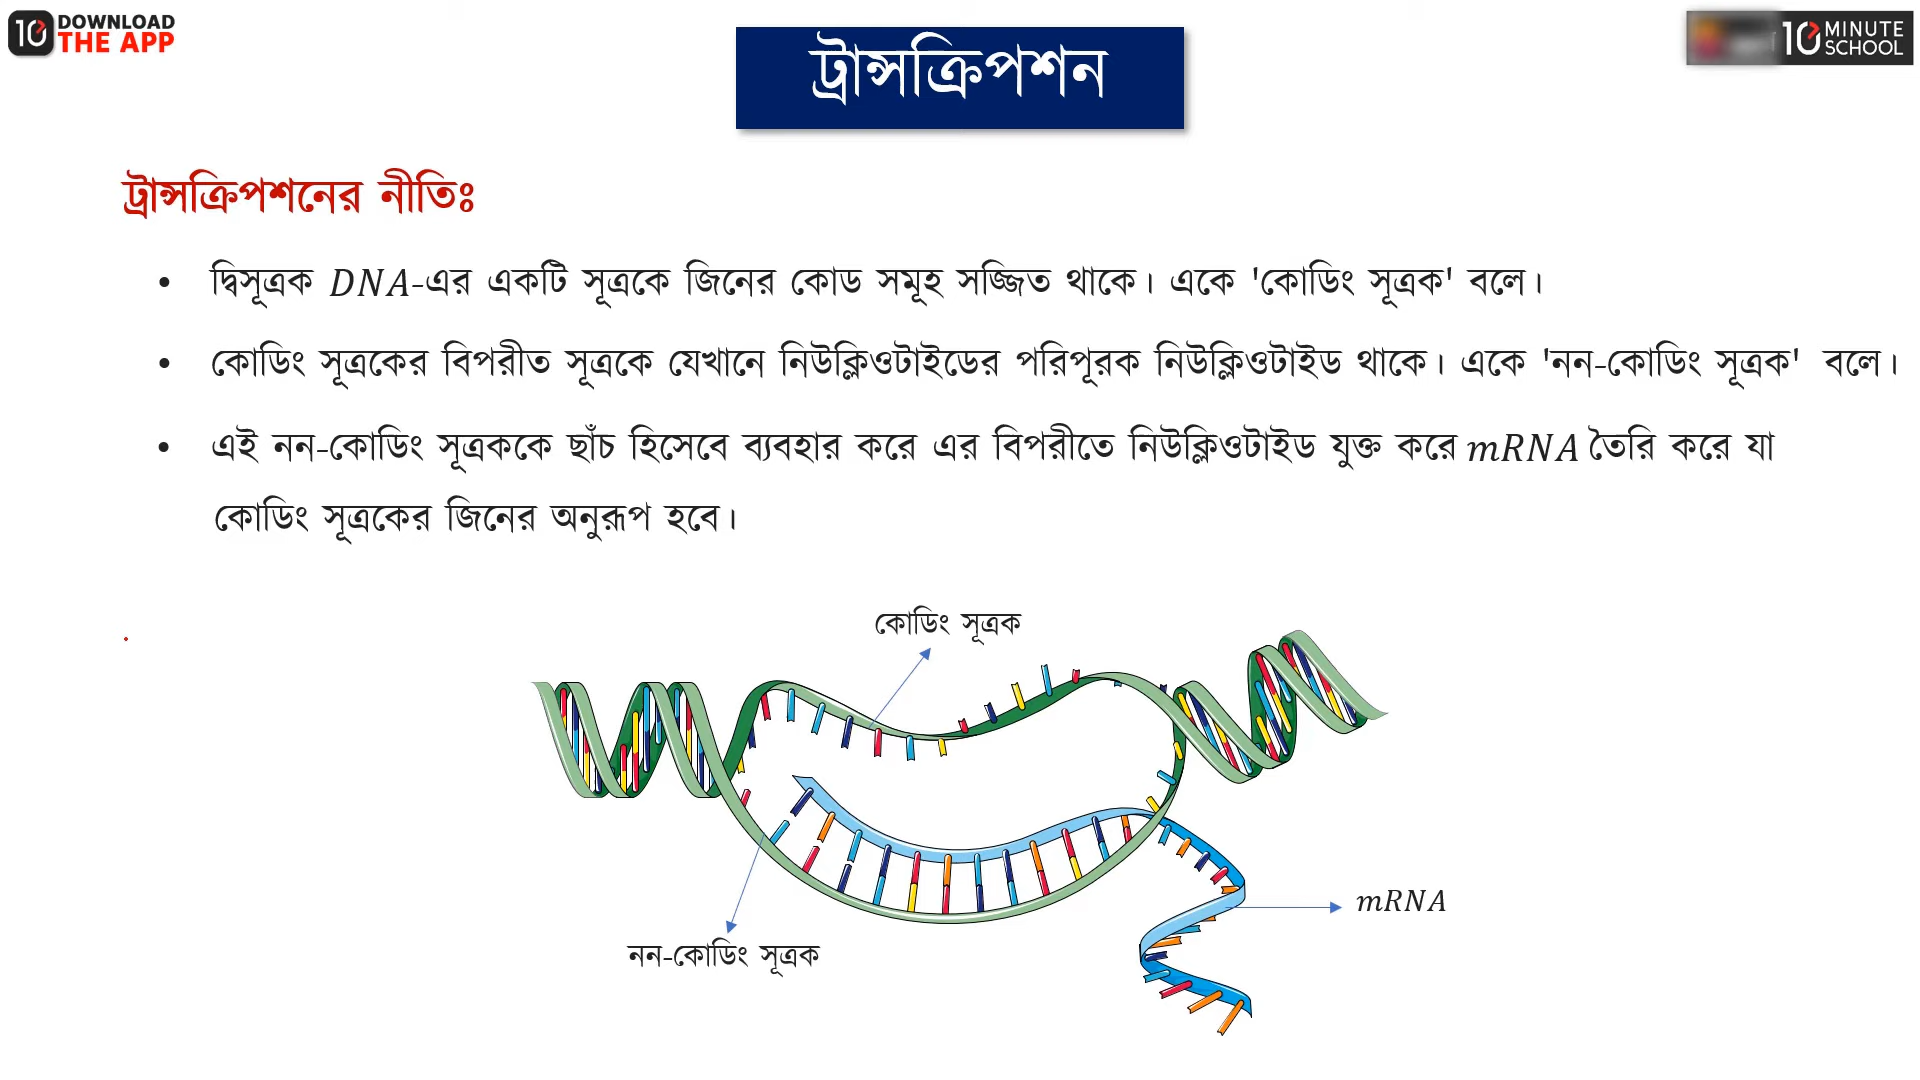 10 DOWNLOAD
THE APP
ট্রান্সক্রিপশন
10 MINUTE
SCHOOL
ট্রান্সক্রিপশনের নীতিঃ
• দ্বিসূত্রক DNA-এর একটি সূত্রকে জিনের কোড সমূহ সজ্জিত থাকে। একে 'কোডিং সূত্রক' বলে।
• কোডিং সূত্রকের বিপরীত সূত্রকে যেখানে নিউক্লিওটাইডের পরিপূরক নিউক্লিওটাইড থাকে। একে 'নন-কোডিং সূত্রক' বলে।
• এই নন-কোডিং সূত্রককে ছাঁচ হিসেবে ব্যবহার করে এর বিপরীতে নিউক্লিওটাইড যুক্ত করে mRNA তৈরি করে যা
কোডিং সূত্রকের জিনের অনুরূপ হবে।
কোডিং সূত্রক
mRNA
নন-কোডিং সূত্রক